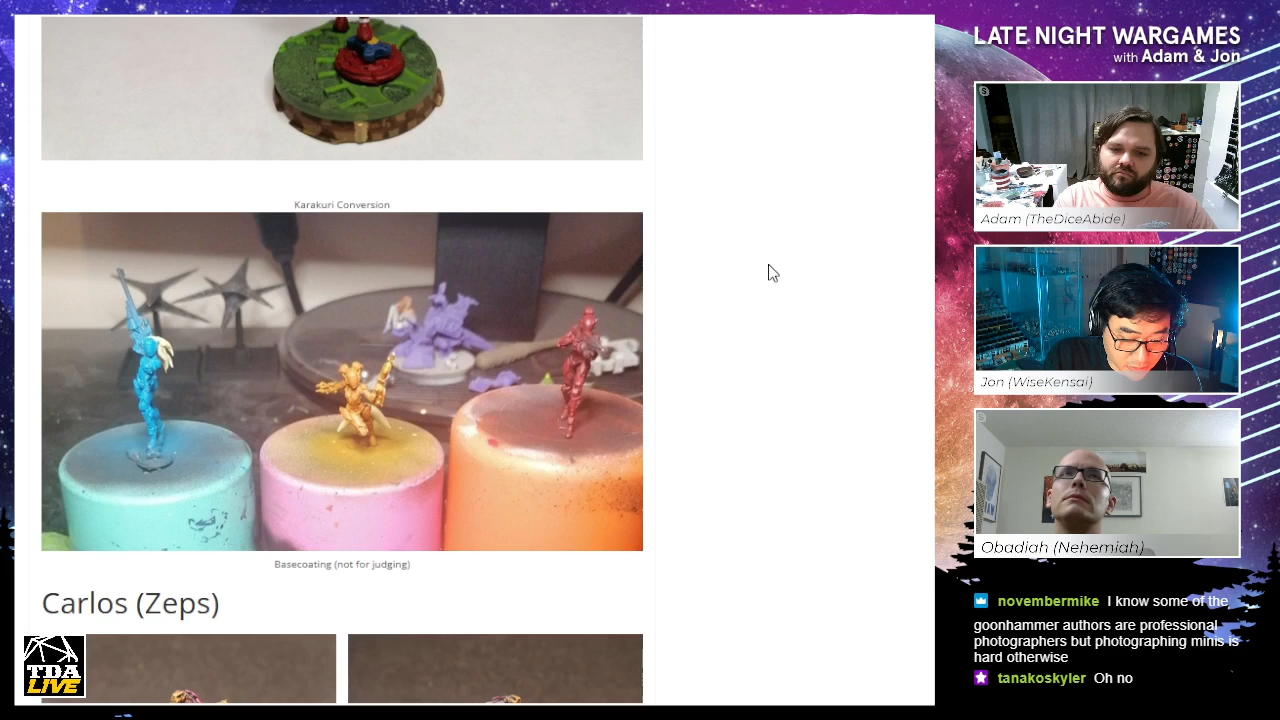 LATE NIGHT WARGAMES
with Adam & Jon
Adam (TheDiceAbide)
Karakuri Conversion
Jon (WiseKensai)
Obadiah (Nehemiah)
Basecoating (not for judging)
Carlos (Zeps)
TDA
LIVE
novembermike I know some of the
goonhammer authors are professional
photographers but photographing minis is
hard otherwise
tanakoskyler Oh no